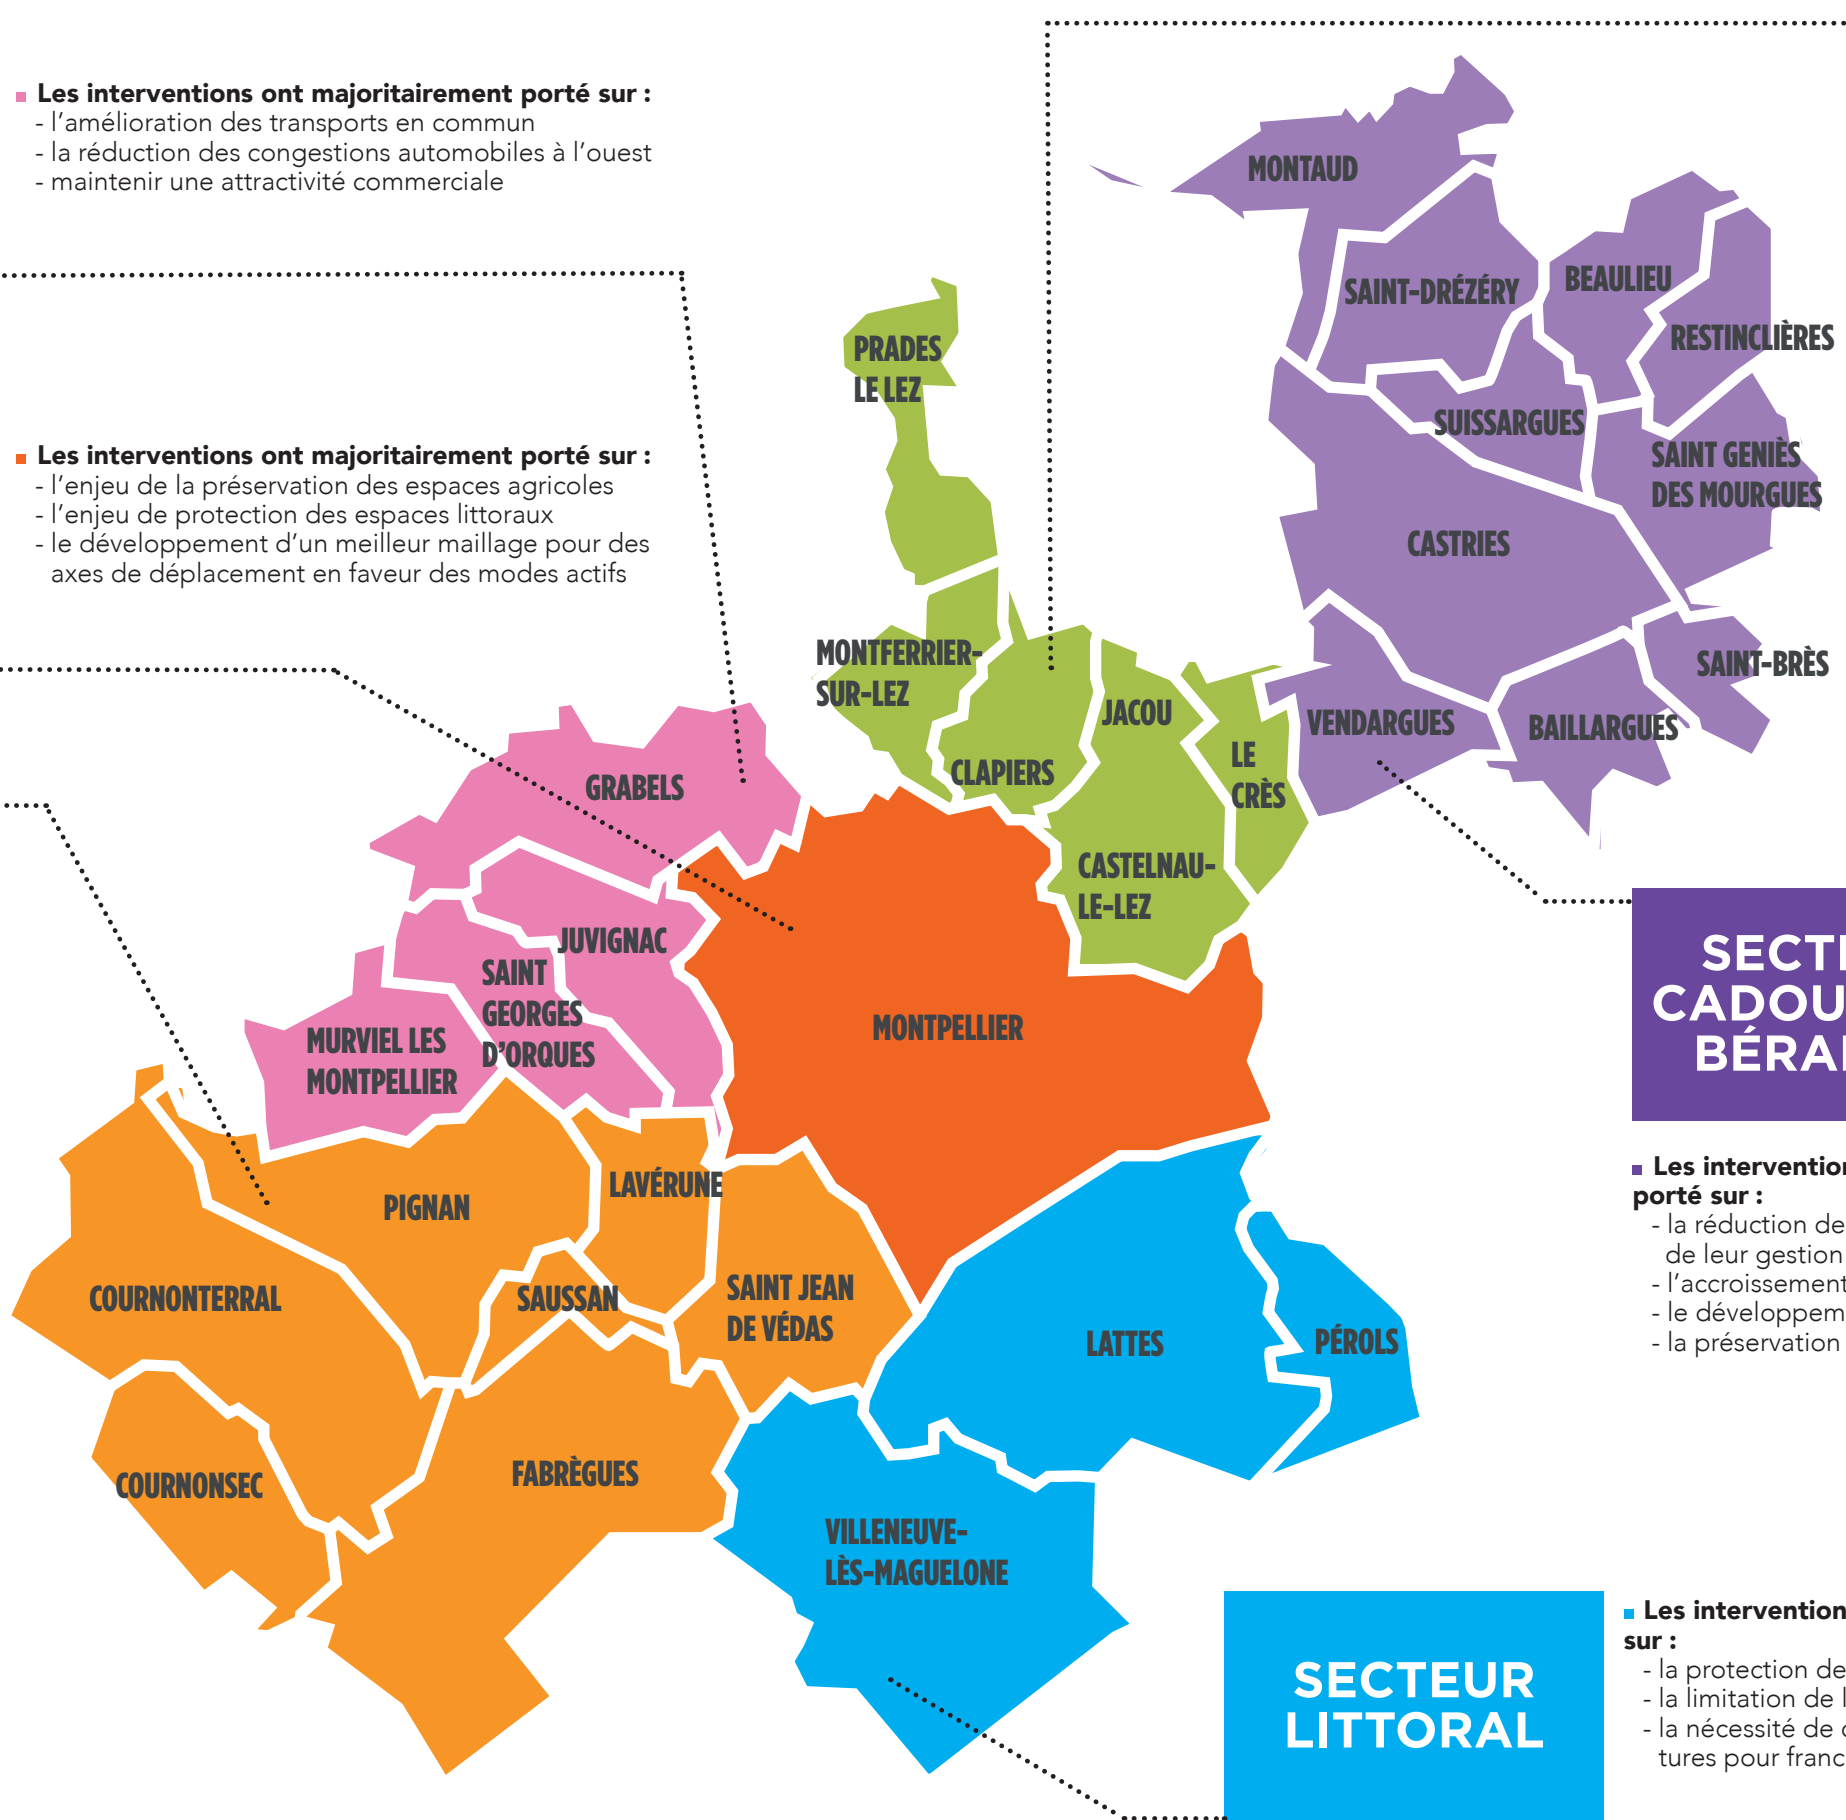 Les interventions ont majoritairement porté sur :
- l'amélioration des transports en commun
- la réduction des congestions automobiles à l'ouest
- maintenir une attractivité commerciale
Les interventions ont majoritairement porté sur :
- l'enjeu de la préservation des espaces agricoles
- l'enjeu de protection des espaces littoraux
- le développement d'un meilleur maillage pour des
axes de déplacement en faveur des modes actifs
MONTAUD
SAINT-DRÉZÉRY
BEAULIEU
RESTINCLIÈRES
SUISSARGUES
SAINT GENIÈS
DES MOURGUES
CASTRIES
SAINT-BRÈS
VENDARGUES
BAILLARGUES
PRADES
LE LEZ
MONTFERRIER-
SUR-LEZ
CLAPIERS
JACOU
LE
CRÈS
CASTELNAU-
LE-LEZ
GRABELS
JUVIGNAC
SAINT
GEORGES
D'ORQUES
MURVIEL LES
MONTPELLIER
MONTPELLIER
PIGNAN
LAVÉRUNE
COURNONTERRAL
SAUSSAN
SAINT JEAN
DE VÉDAS
COURNONSEC
FABRÈGUES
LATTES
PÉROLS
VILLENEUVE-
LÈS-MAGUELONE
SECT
CADOU
BÉRA
Les intervention
porté sur :
- la réduction de
de leur gestion
- l'accroissement
- le développem
- la préservation
SECTEUR
LITTORAL
Les intervention
sur :
- la protection de
- la limitation de l
- la nécessité de
tures pour franc